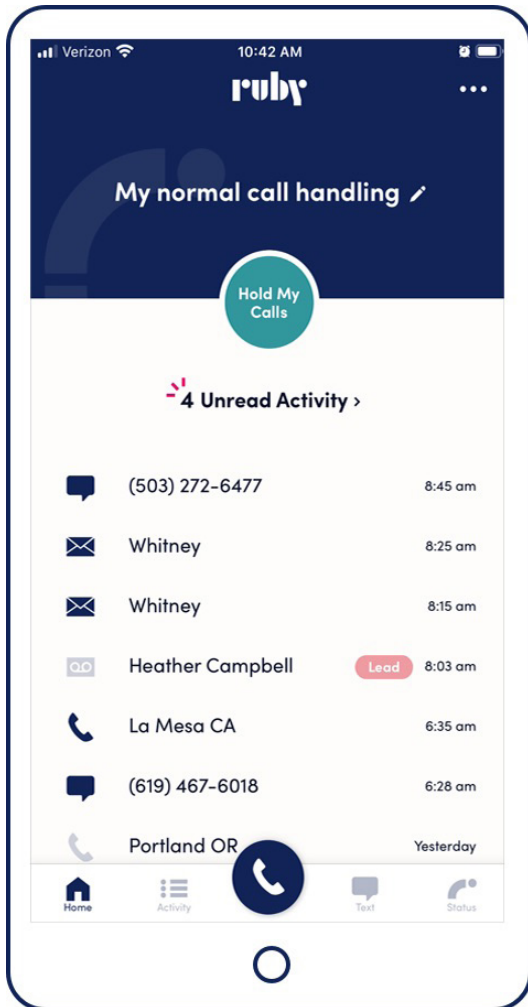 Verizon 10:42 AM
ruby
My normal call handling
Hold My
Calls
4 Unread Activity >
(503) 272-6477 8:45 am
Whitney 8:25 am
Whitney 8:15 am
Heather Campbell Lead 8:03 am
La Mesa CA 6:35 am
(619) 467-6018 6:28 am
Portland OR Yesterday
Home Activity Text Status